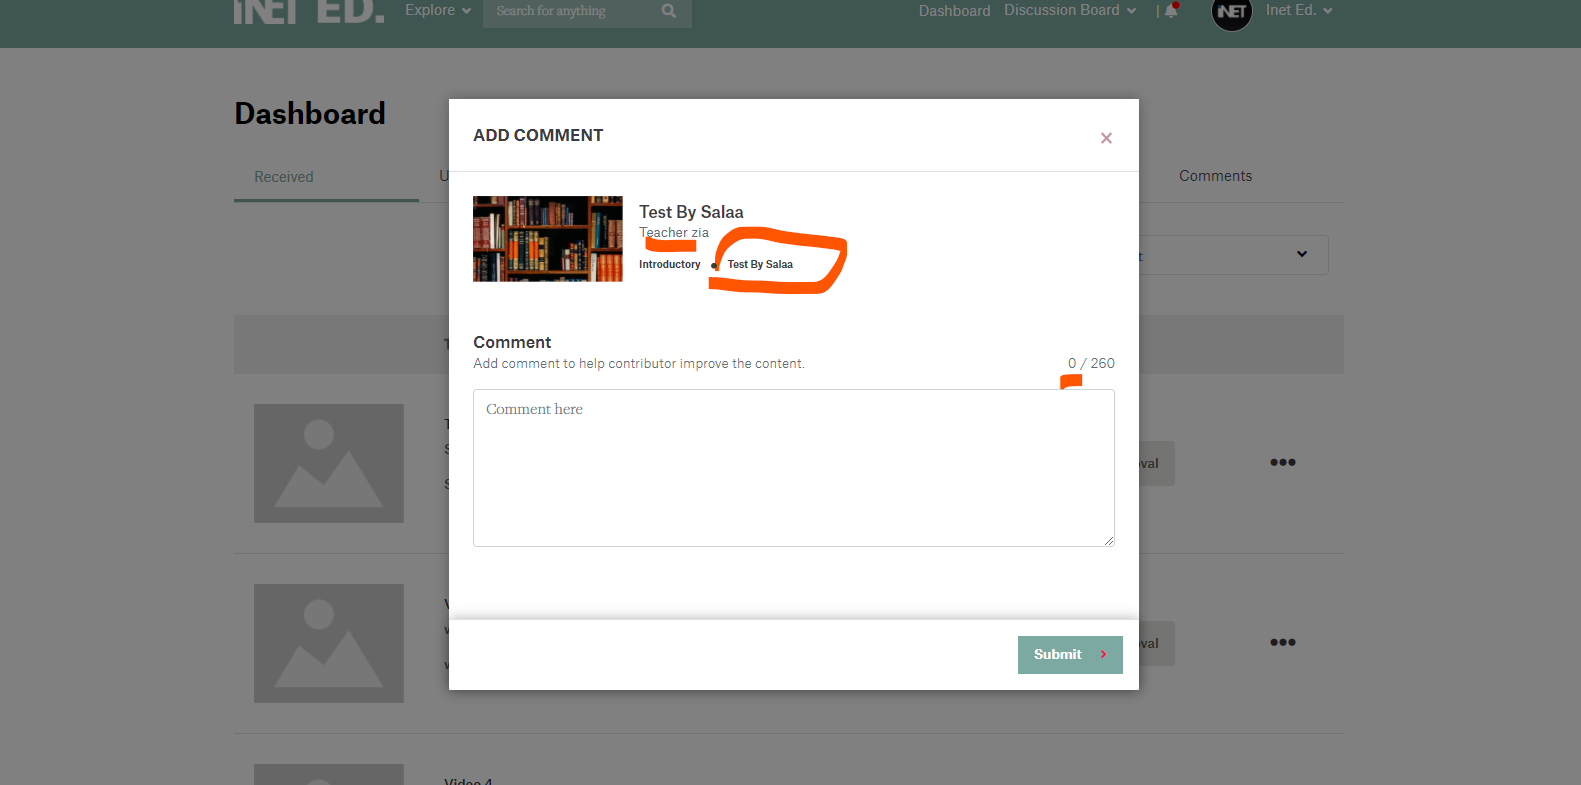 iNET ED.
Explore
Search for anything
Dashboard
Discussion Board
|
iNET
Inet Ed.
Dashboard
Received
Comments
ADD COMMENT
×
Test By Salaa
Teacher zia
Introductory • Test By Salaa
Comment
Add comment to help contributor improve the content.
0 / 260
Comment here
Submit
Video 4